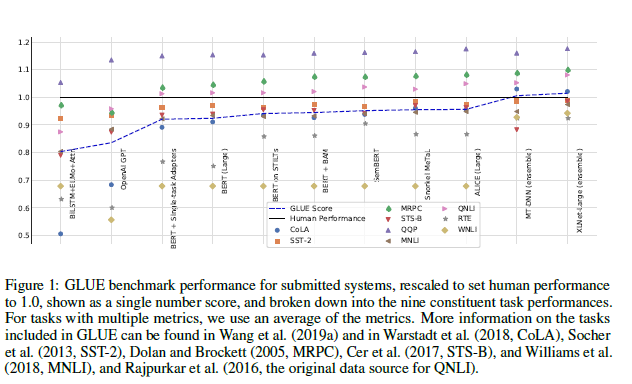 1.2
1.1
1.0
0.9
0.8
0.7
0.6
0.5
BiLSTM+ELMo+Attn
OpenAI GPT
BERT + Single-task Adapters
BERT (Large)
BERT on STILTs
BERT + BAM
SemBERT
Snorkel MeTaL
ALICE (Large)
MT-DNN (ensemble)
XLNet-Large (ensemble)
GLUE Score
Human Performance
CoLA
SST-2
MRPC
STS-B
QQP
MNLI
QNLI
RTE
WNLI
Figure 1: GLUE benchmark performance for submitted systems, rescaled to set human performance
to 1.0, shown as a single number score, and broken down into the nine constituent task performances.
For tasks with multiple metrics, we use an average of the metrics. More information on the tasks
included in GLUE can be found in Wang et al. (2019a) and in Warstadt et al. (2018, CoLA), Socher
et al. (2013, SST-2), Dolan and Brockett (2005, MRPC), Cer et al. (2017, STS-B), and Williams et al.
(2018, MNLI), and Rajpurkar et al. (2016, the original data source for QNLI).